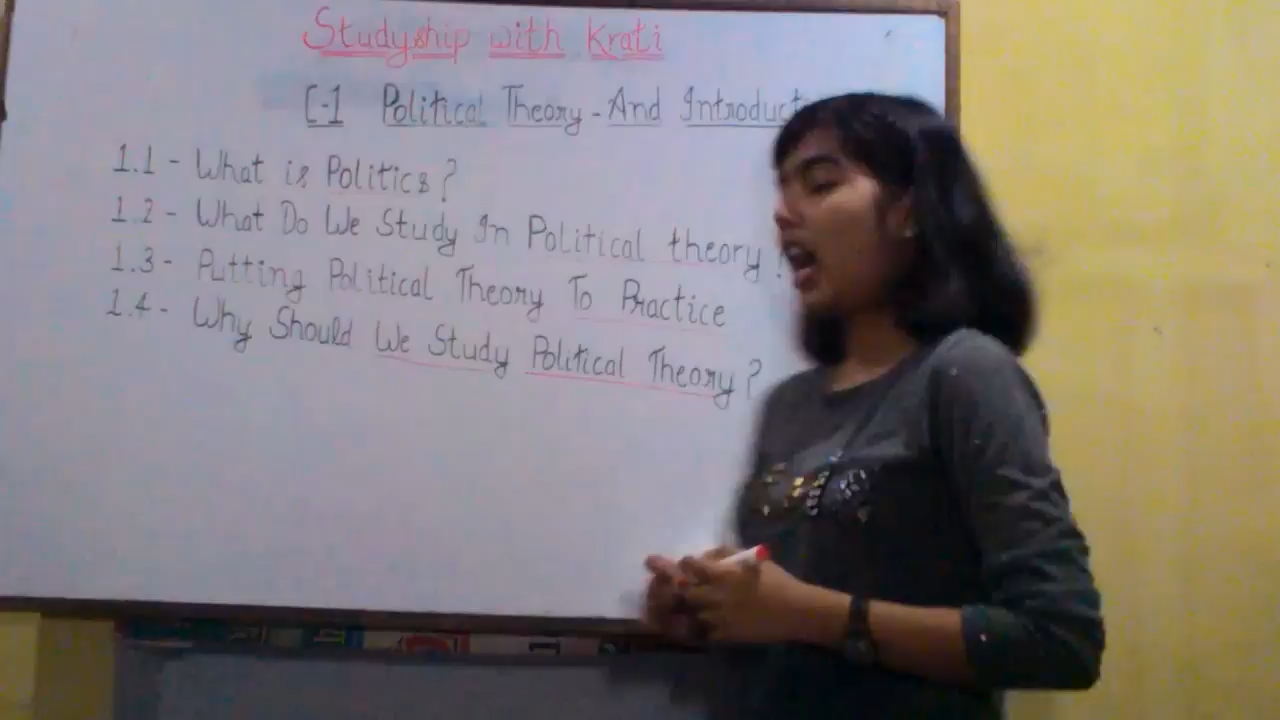 Studyship with Krati
C-1 Political Theory - And Introduct
1.1 - What is Politics?
1.2 - What Do We Study In Political theory?
1.3 - Putting Political Theory To Practice
1.4 - Why Should We Study Political Theory?